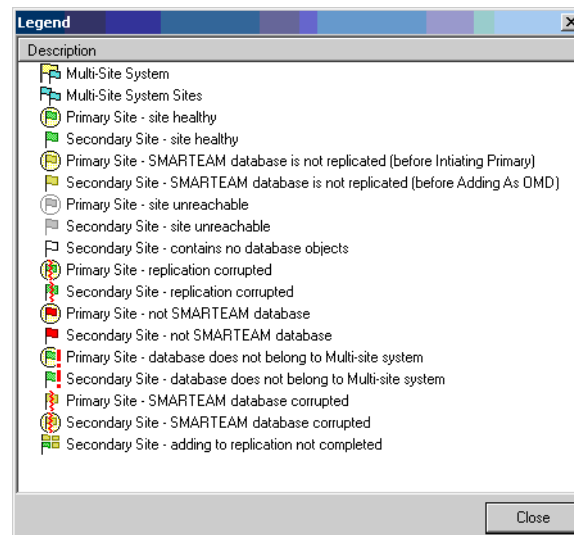 Legend
Description
Multi-Site System
Multi-Site System Sites
Primary Site - site healthy
Secondary Site - site healthy
Primary Site - SMARTEAM database is not replicated (before Intiating Primary)
Secondary Site - SMARTEAM database is not replicated (before Adding As OMD)
Primary Site - site unreachable
Secondary Site - site unreachable
Secondary Site - contains no database objects
Primary Site - replication corrupted
Secondary Site - replication corrupted
Primary Site - not SMARTEAM database
Secondary Site - not SMARTEAM database
Primary Site - database does not belong to Multi-site system
Secondary Site - database does not belong to Multi-site system
Primary Site - SMARTEAM database corrupted
Secondary Site - SMARTEAM database corrupted
Secondary Site - adding to replication not completed
Close